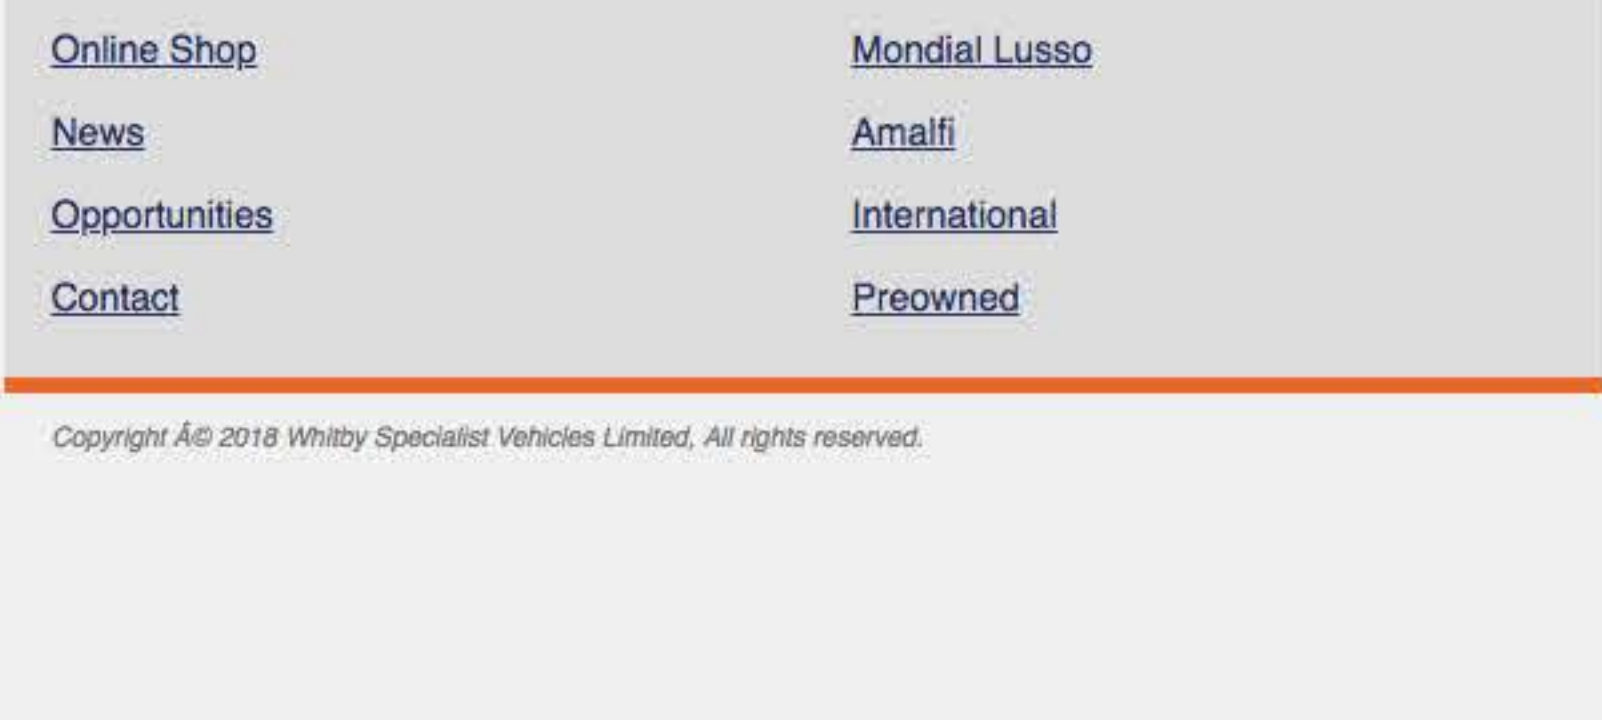 Online Shop
News
Opportunities
Contact
Mondial Lusso
Amalfi
International
Preowned
Copyright Â© 2018 Whitby Specialist Vehicles Limited, All rights reserved.